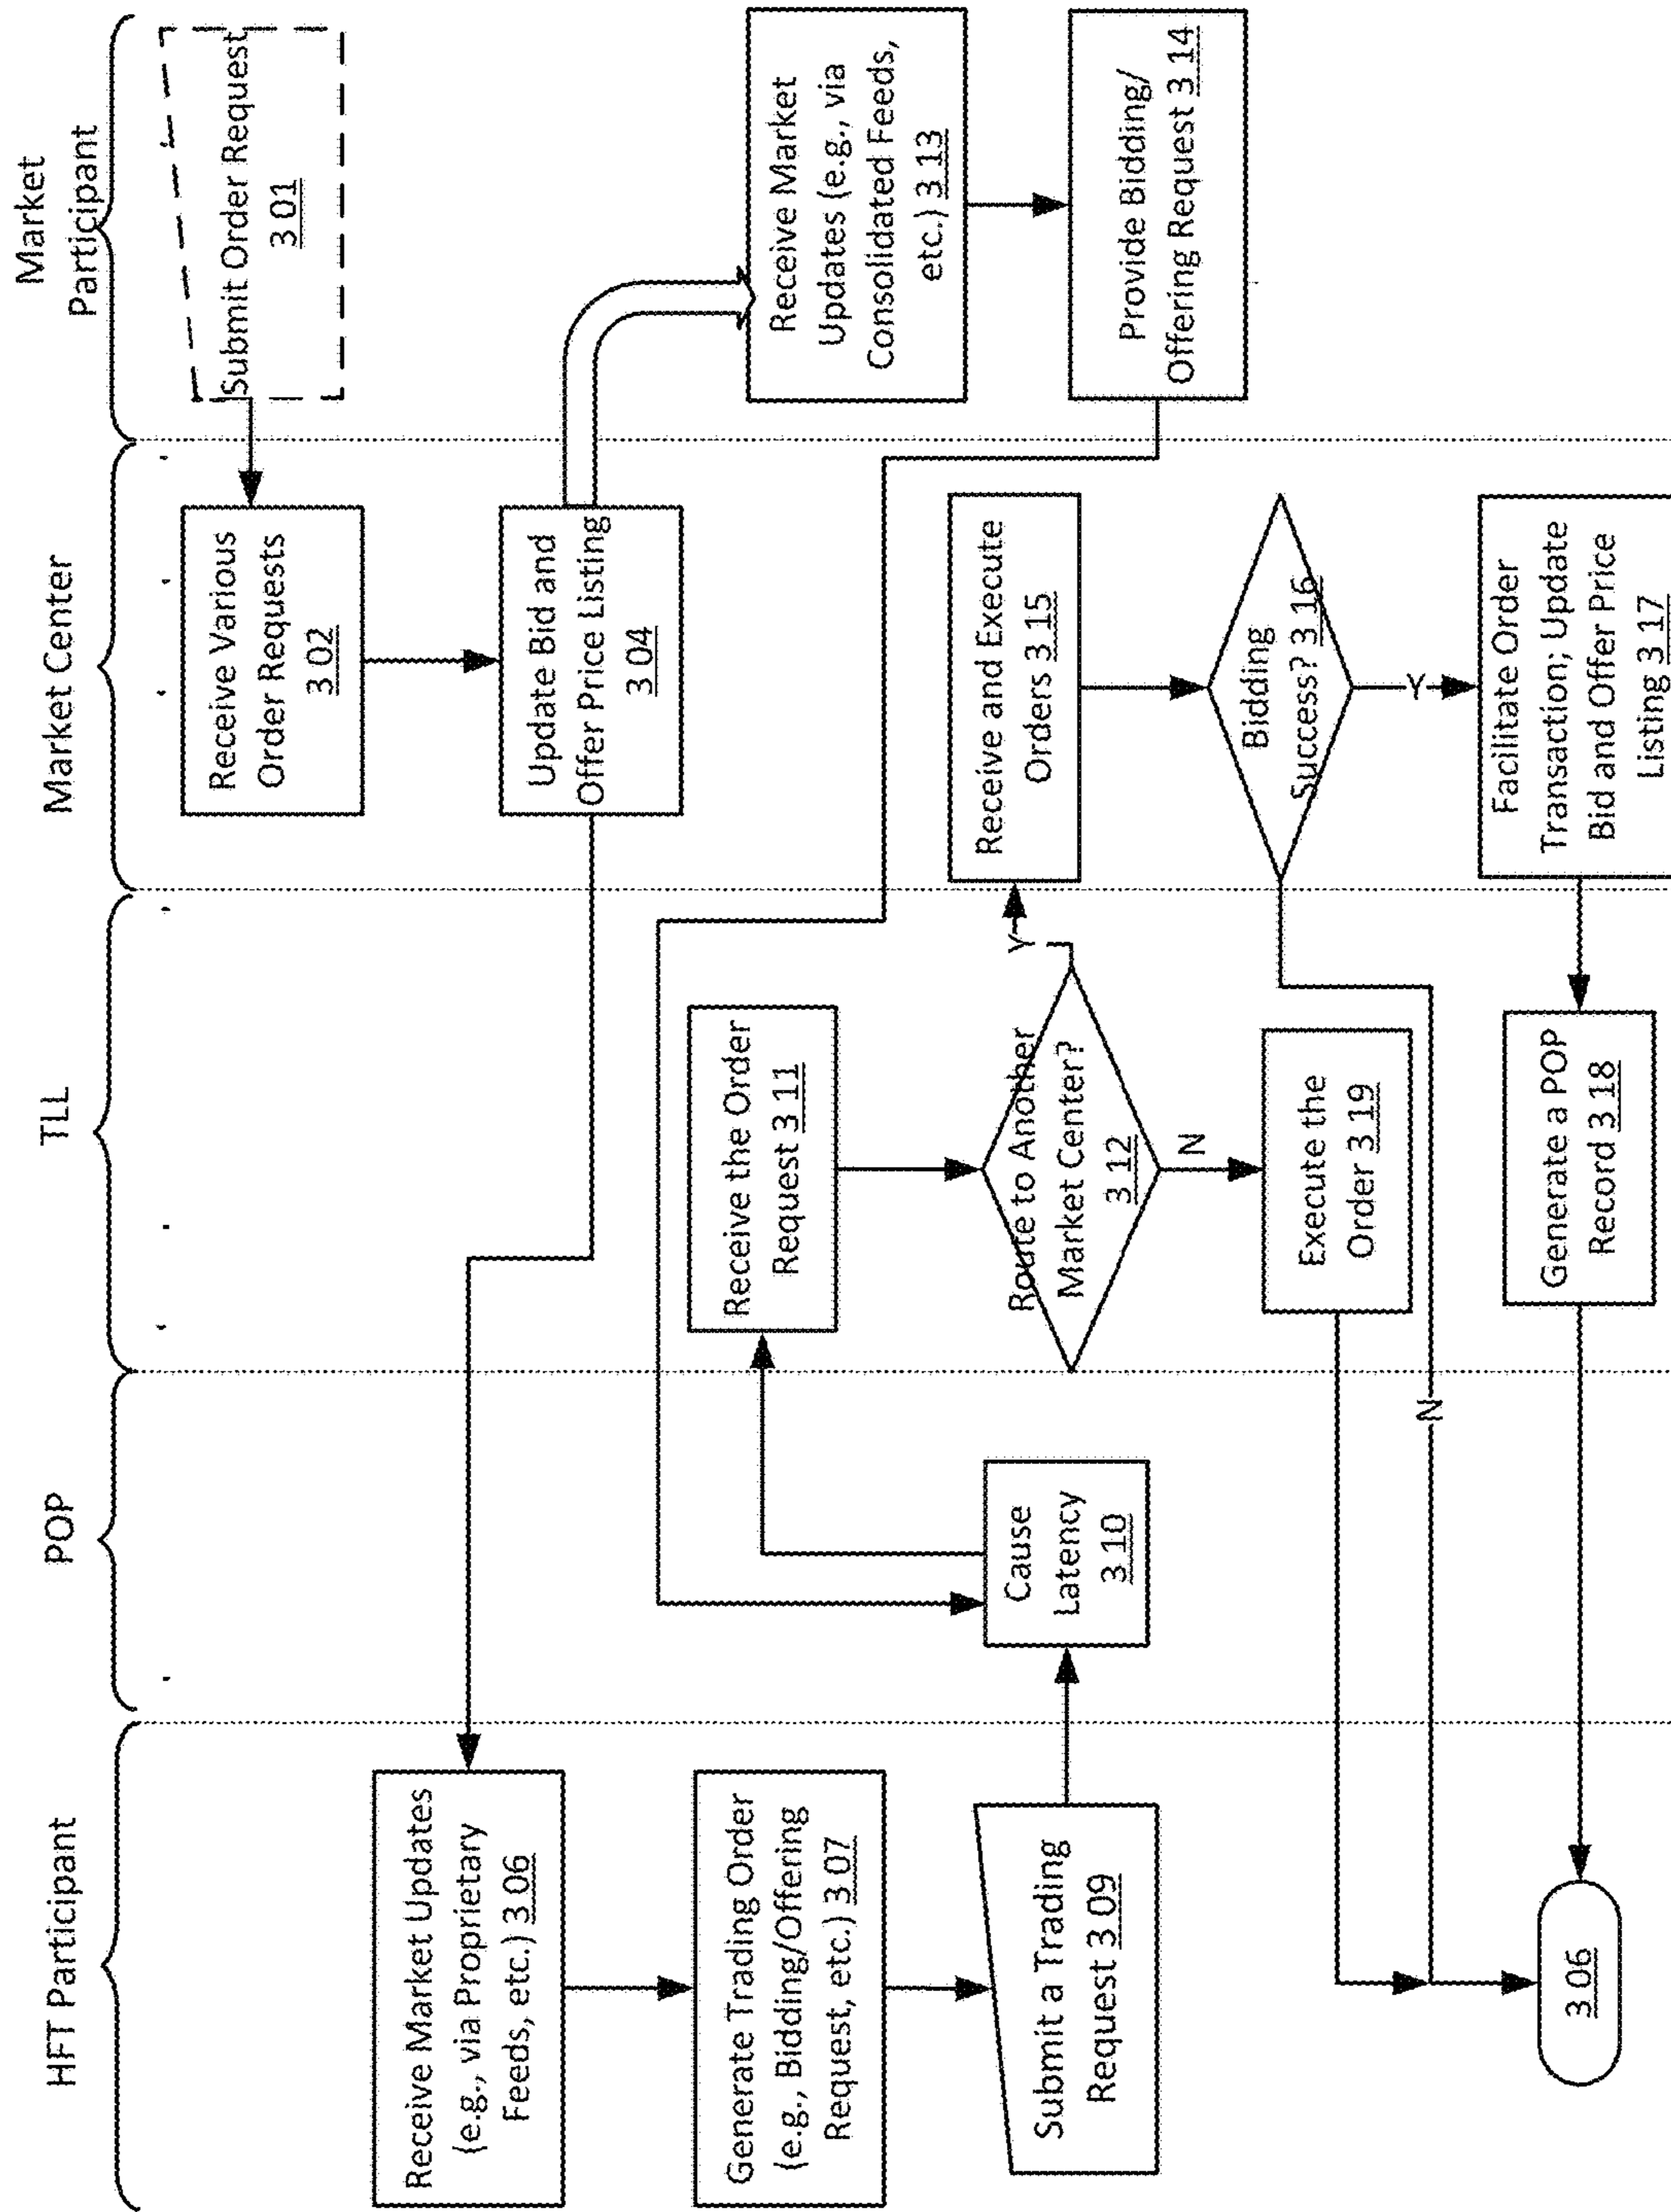 HFT Participant
POP
TLL
Market Center
Market
Participant
Submit Order Request
3 01
Receive Various
Order Requests
3 02
Update Bid and
Offer Price Listing
3 04
Receive Market Updates
(e.g., via Proprietary
Feeds, etc.) 3 06
Generate Trading Order
(e.g., Bidding/Offering
Request, etc.) 3 07
Submit a Trading
Request 3 09
Cause
Latency
3 10
Receive the Order
Request 3 11
Route to Another
Market Center?
3 12
Y
N
Receive Market
Updates (e.g., via
Consolidated Feeds,
etc.) 3 13
Provide Bidding/
Offering Request 3 14
Receive and Execute
Orders 3 15
Bidding
Success? 3 16
Y
N
Facilitate Order
Transaction; Update
Bid and Offer Price
Listing 3 17
Generate a POP
Record 3 18
Execute the
Order 3 19
3 06